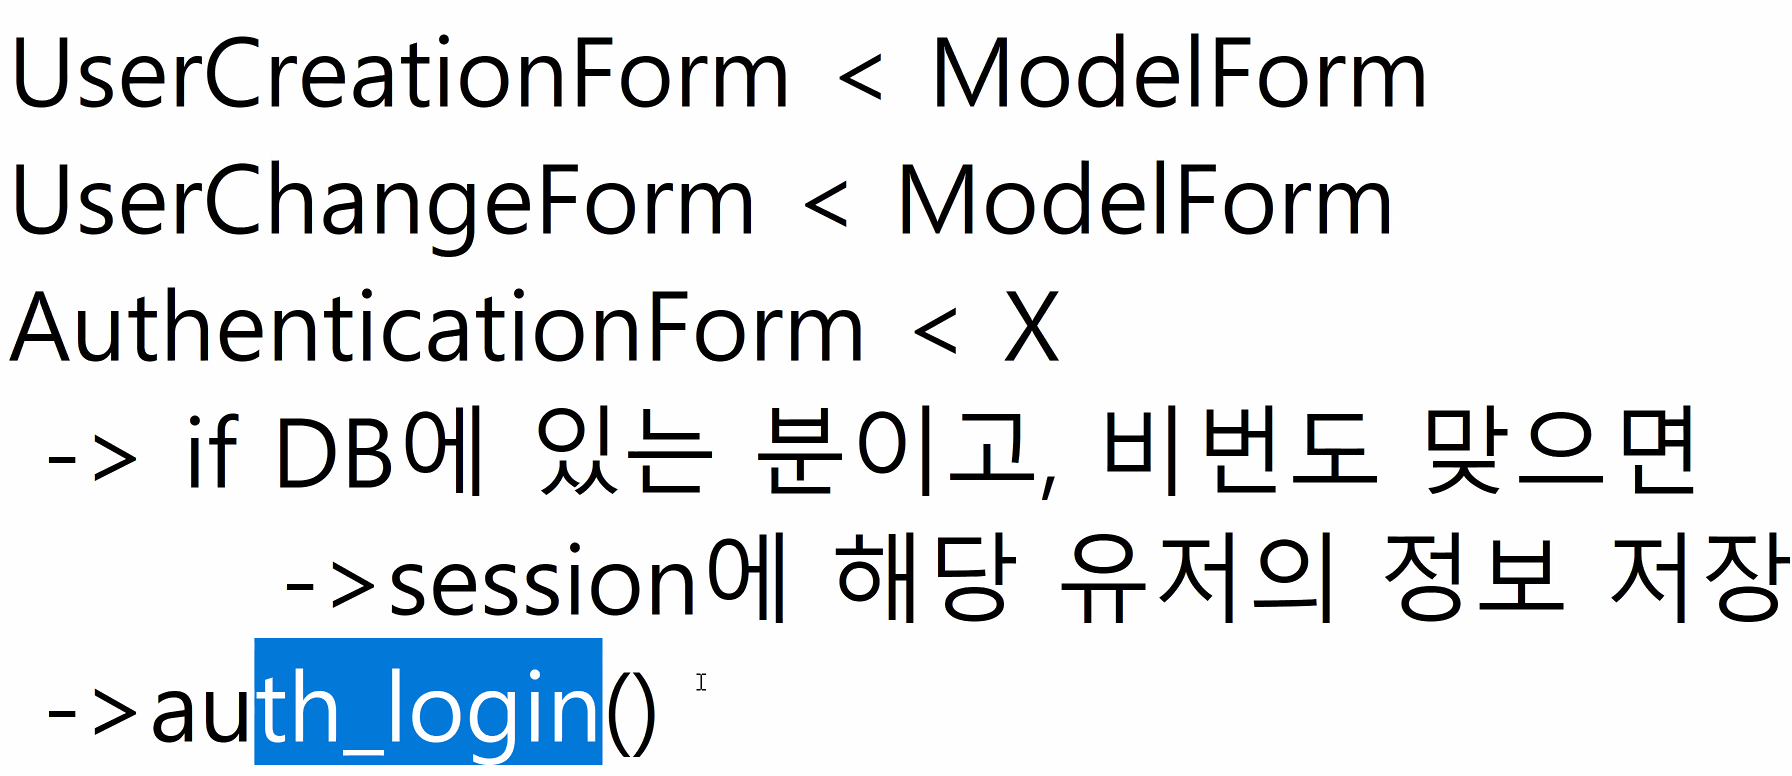 UserCreationForm < ModelForm
UserChangeForm < ModelForm
AuthenticationForm < X
-> if DB에 있는 분이고, 비번도 맞으면
->session에 해당 유저의 정보 저장
->auth_login()